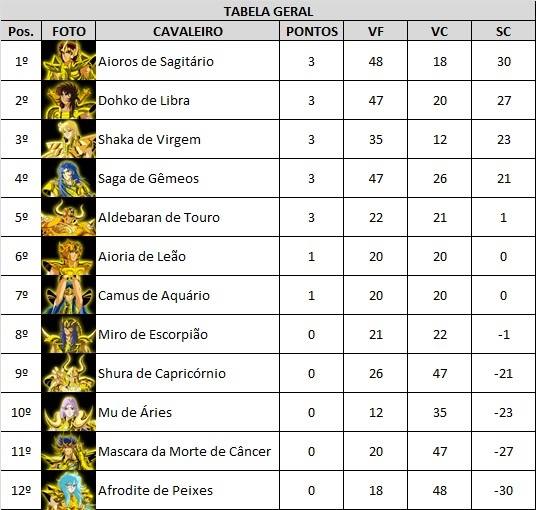 TABELA GERAL
Pos. FOTO CAVALEIRO PONTOS VF VC SC
1º Aioros de Sagitário 3 48 18 30
2º Dohko de Libra 3 47 20 27
3º Shaka de Virgem 3 35 12 23
4º Saga de Gêmeos 3 47 26 21
5º Aldebaran de Touro 3 22 21 1
6º Aioria de Leão 1 20 20 0
7º Camus de Aquário 1 20 20 0
8º Miro de Escorpião 0 21 22 -1
9º Shura de Capricórnio 0 26 47 -21
10º Mu de Áries 0 12 35 -23
11º Mascara da Morte de Câncer 0 20 47 -27
12º Afrodite de Peixes 0 18 48 -30